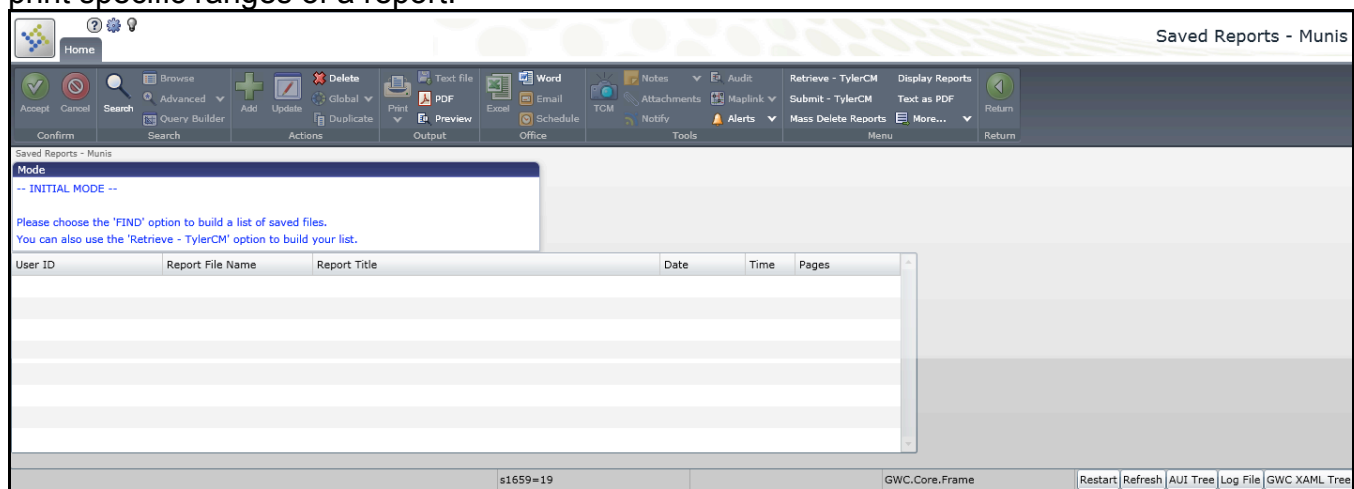 print specific ranges of a report.
Saved Reports - Munis
Home
Accept Cancel Search Browse Advanced Query Builder Add Update Delete Global Duplicate Print Text file PDF Preview Excel Word Email Schedule TCM Notes Attachments Notify Audit Maplink Alerts Retrieve - TylerCM Submit - TylerCM Mass Delete Reports Display Reports Text as PDF More... Return
Confirm Search Actions Output Office Tools Menu Return
Saved Reports - Munis
Mode
-- INITIAL MODE --
Please choose the 'FIND' option to build a list of saved files.
You can also use the 'Retrieve - TylerCM' option to build your list.
User ID Report File Name Report Title Date Time Pages
s1659=19 GWC.Core.Frame Restart Refresh AUI Tree Log File GWC XAML Tree